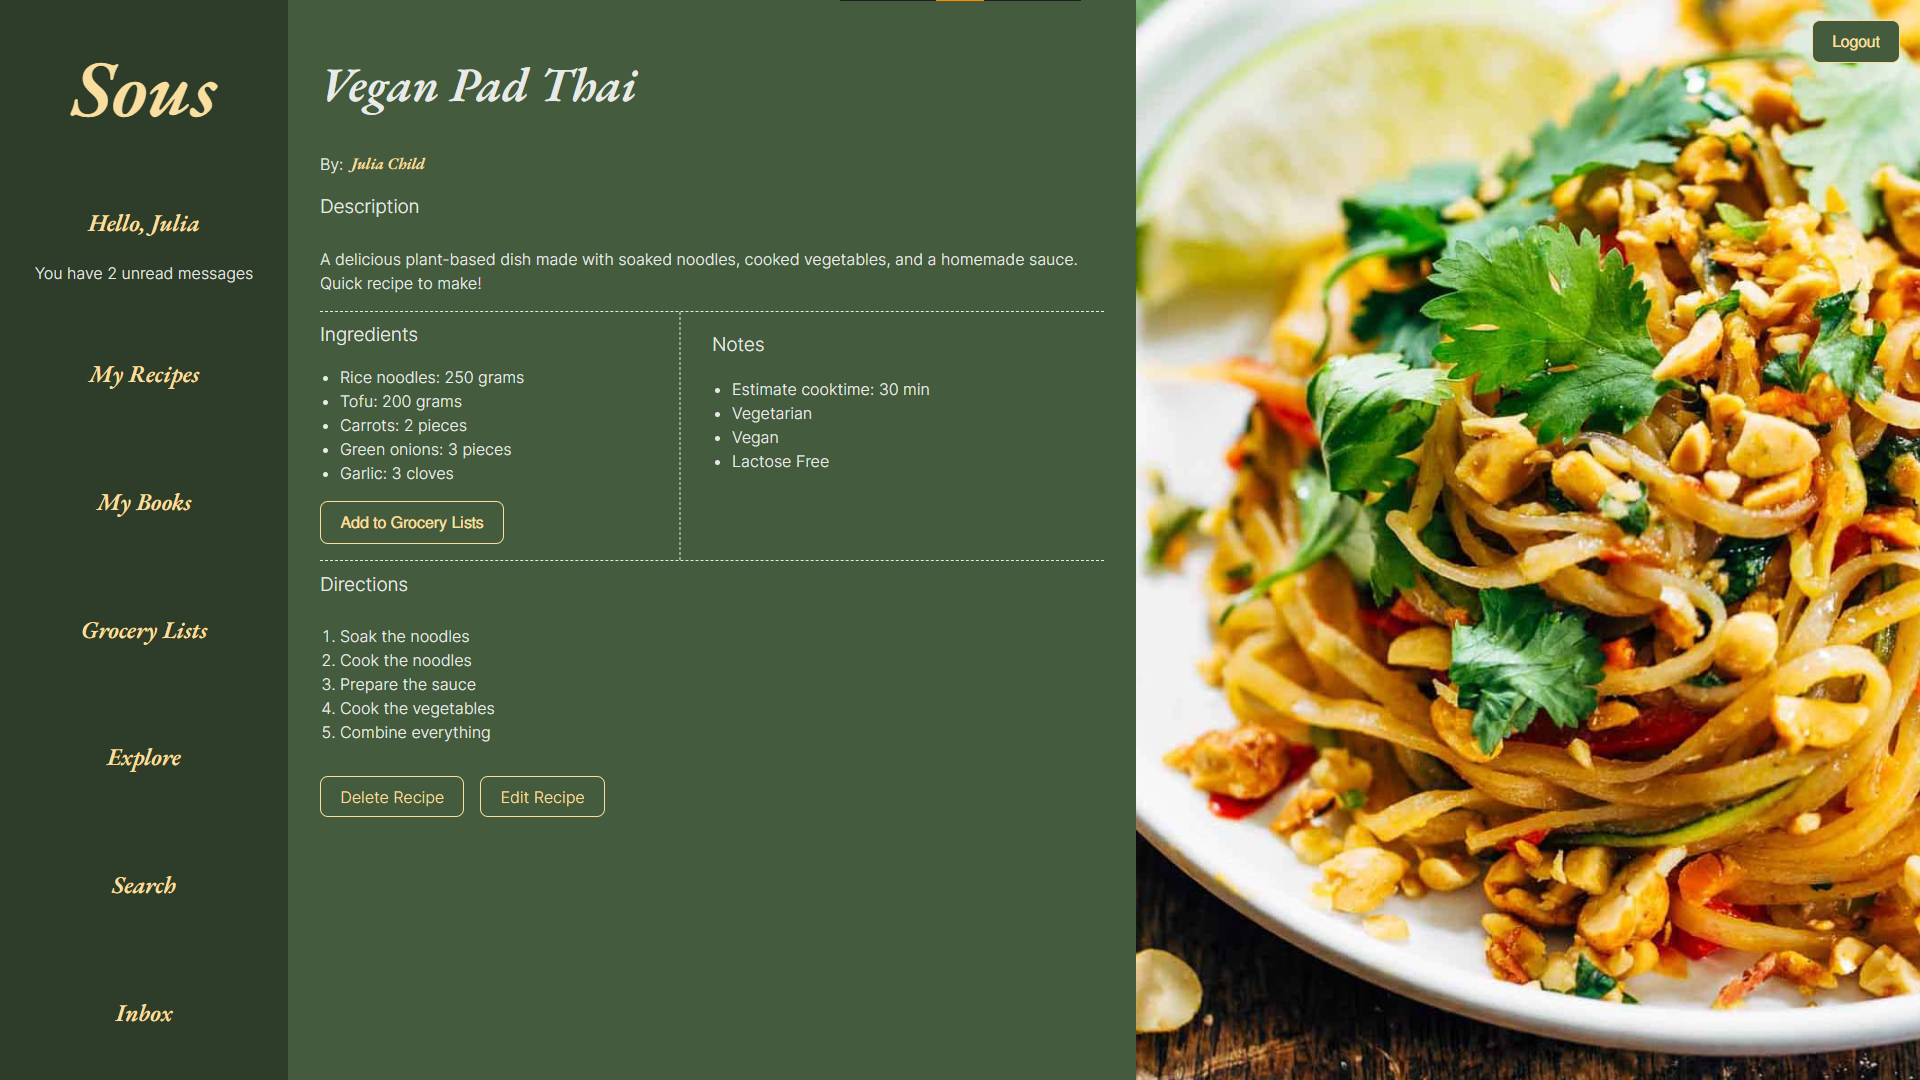 Sous
Hello, Julia
You have 2 unread messages
My Recipes
My Books
Grocery Lists
Explore
Search
Inbox
Vegan Pad Thai
By: Julia Child
Description
A delicious plant-based dish made with soaked noodles, cooked vegetables, and a homemade sauce.
Quick recipe to make!
Ingredients
• Rice noodles: 250 grams
• Tofu: 200 grams
• Carrots: 2 pieces
• Green onions: 3 pieces
• Garlic: 3 cloves
Add to Grocery Lists
Notes
• Estimate cooktime: 30 min
• Vegetarian
• Vegan
• Lactose Free
Directions
1. Soak the noodles
2. Cook the noodles
3. Prepare the sauce
4. Cook the vegetables
5. Combine everything
Delete Recipe
Edit Recipe
Logout